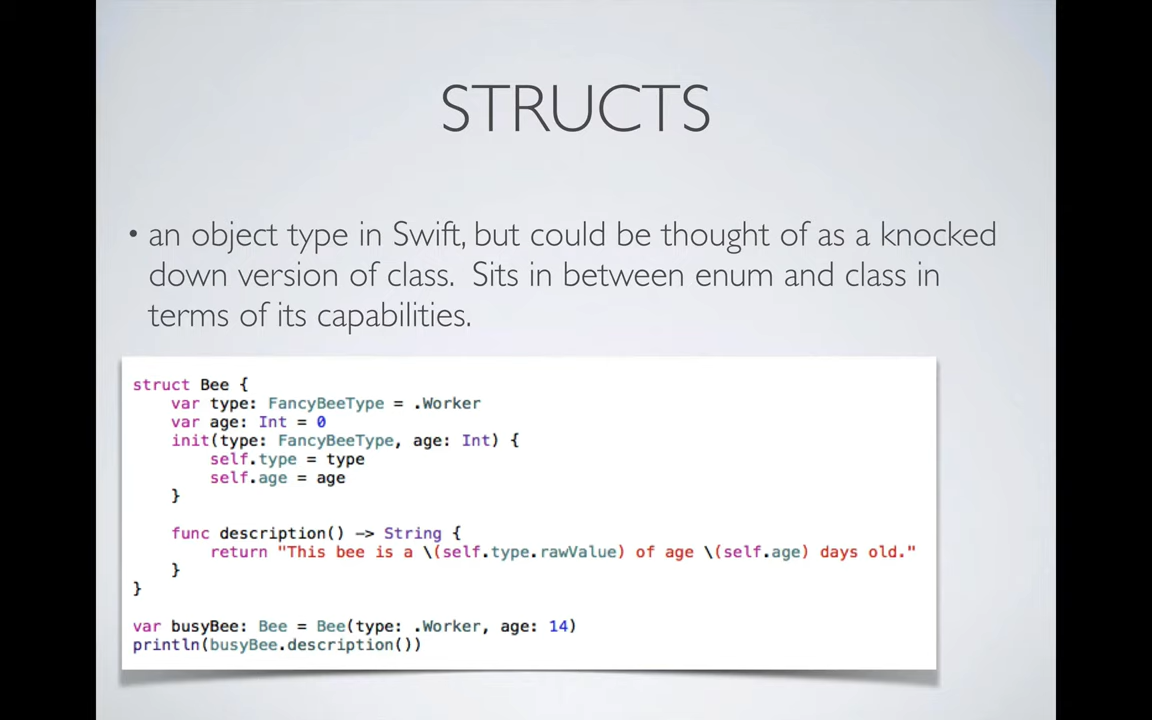 STRUCTS
• an object type in Swift, but could be thought of as a knocked
down version of class.  Sits in between enum and class in
terms of its capabilities.
struct Bee {
    var type: FancyBeeType = .Worker
    var age: Int = 0
    init(type: FancyBeeType, age: Int) {
        self.type = type
        self.age = age
    }
    func description() -> String {
        return "This bee is a \(self.type.rawValue) of age \(self.age) days old."
    }
}
var busyBee: Bee = Bee(type: .Worker, age: 14)
println(busyBee.description())